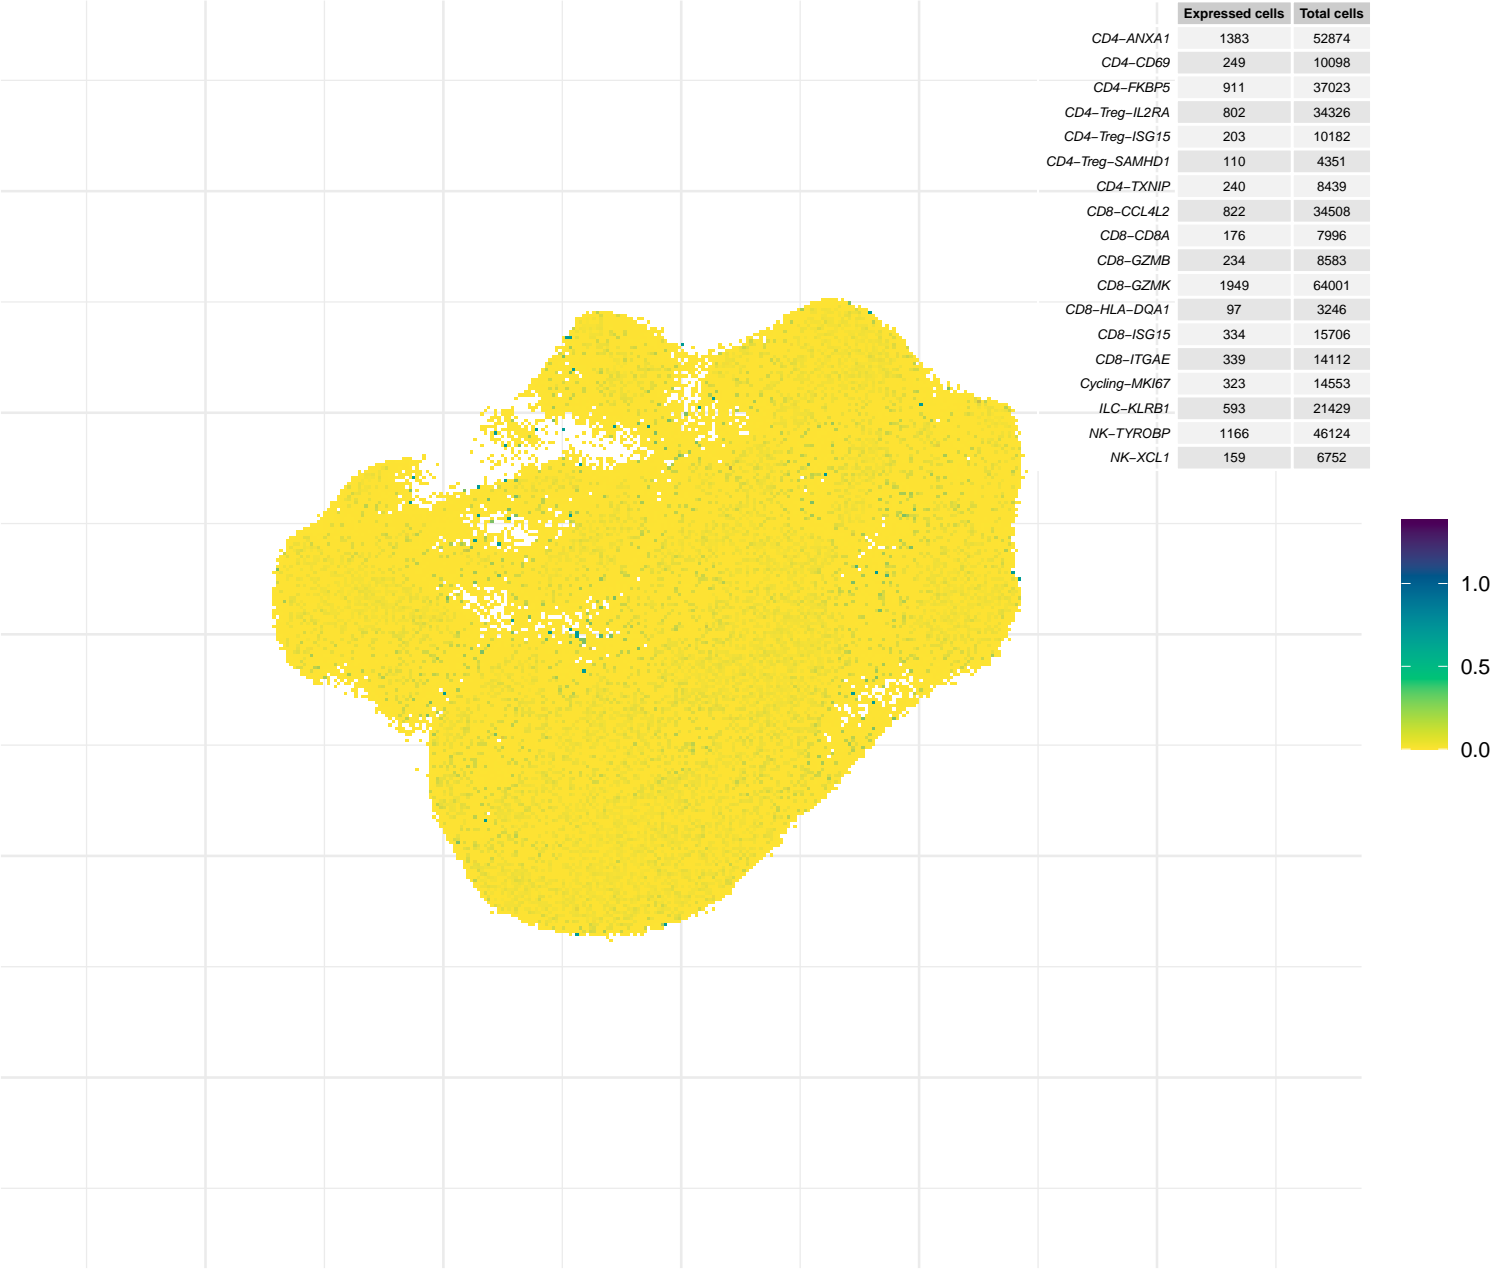 Expressed cells Total cells
CD4−ANXA1 1383 52874
CD4−CD69 249 10098
CD4−FKBP5 911 37023
CD4−Treg−IL2RA 802 34326
CD4−Treg−ISG15 203 10182
CD4−Treg−SAMHD1 110 4351
CD4−TXNIP 240 8439
CD8−CCL4L2 822 34508
CD8−CD8A 176 7996
CD8−GZMB 234 8583
CD8−GZMK 1949 64001
CD8−HLA−DQA1 97 3246
CD8−ISG15 334 15706
CD8−ITGAE 339 14112
Cycling−MKI67 323 14553
ILC−KLRB1 593 21429
NK−TYROBP 1166 46124
NK−XCL1 159 6752
1.0
0.5
0.0